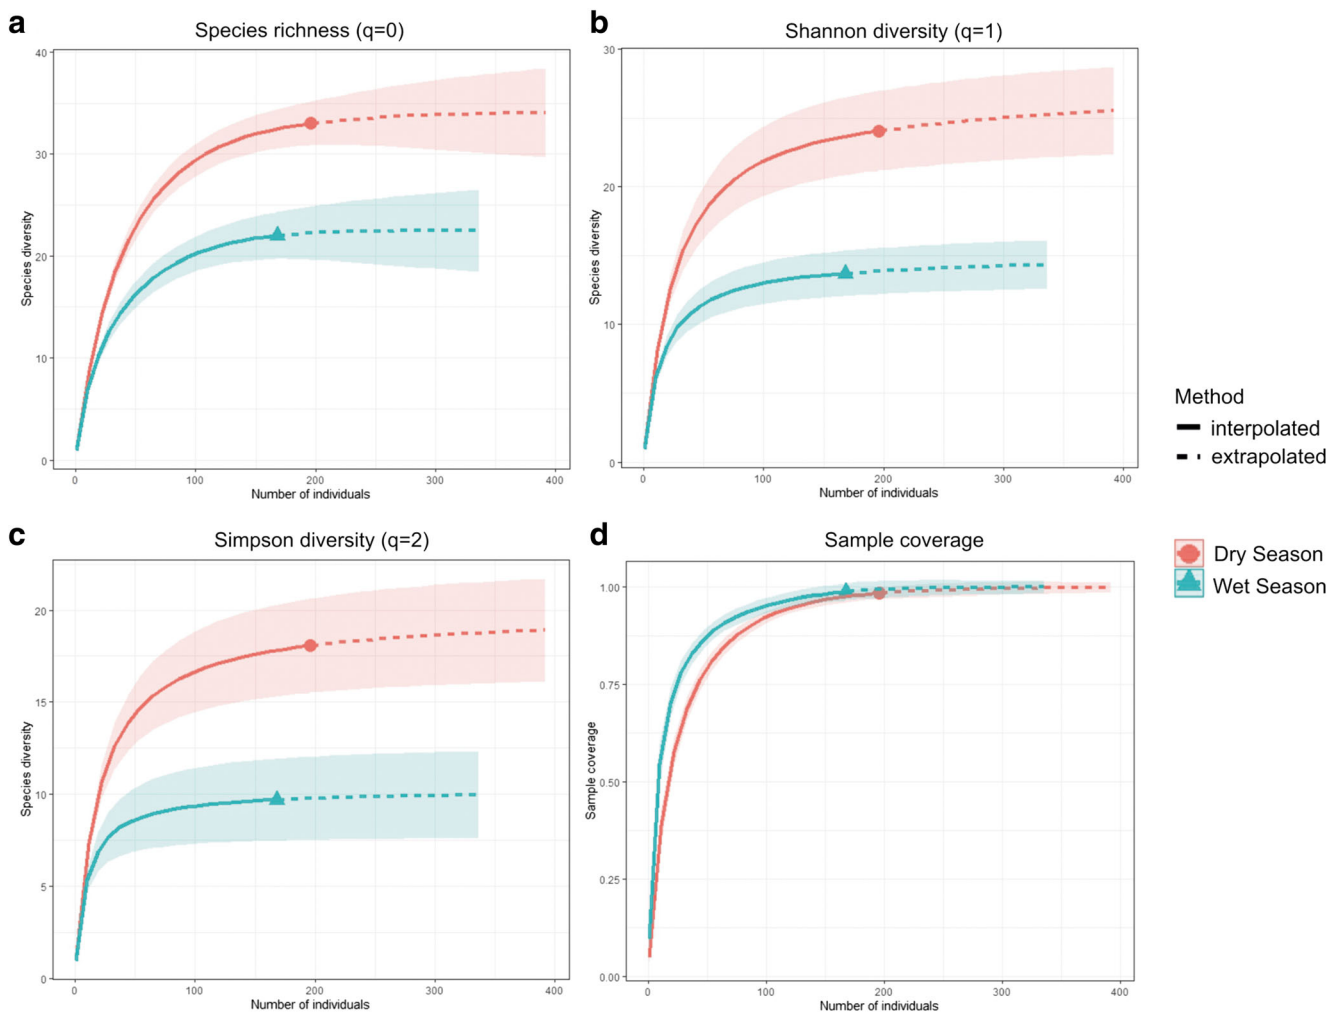 a
Species richness (q=0)
40
30
20
10
0
Species diversity
0 100 200 300 400
Number of individuals
b
Shannon diversity (q=1)
30
20
10
0
Species diversity
0 100 200 300 400
Number of individuals
c
Simpson diversity (q=2)
20
15
10
5
0
Species diversity
0 100 200 300 400
Number of individuals
d
Sample coverage
1.00
0.75
0.50
0.25
0.00
Sample coverage
0 100 200 300 400
Number of individuals
Method
interpolated
extrapolated
Dry Season
Wet Season